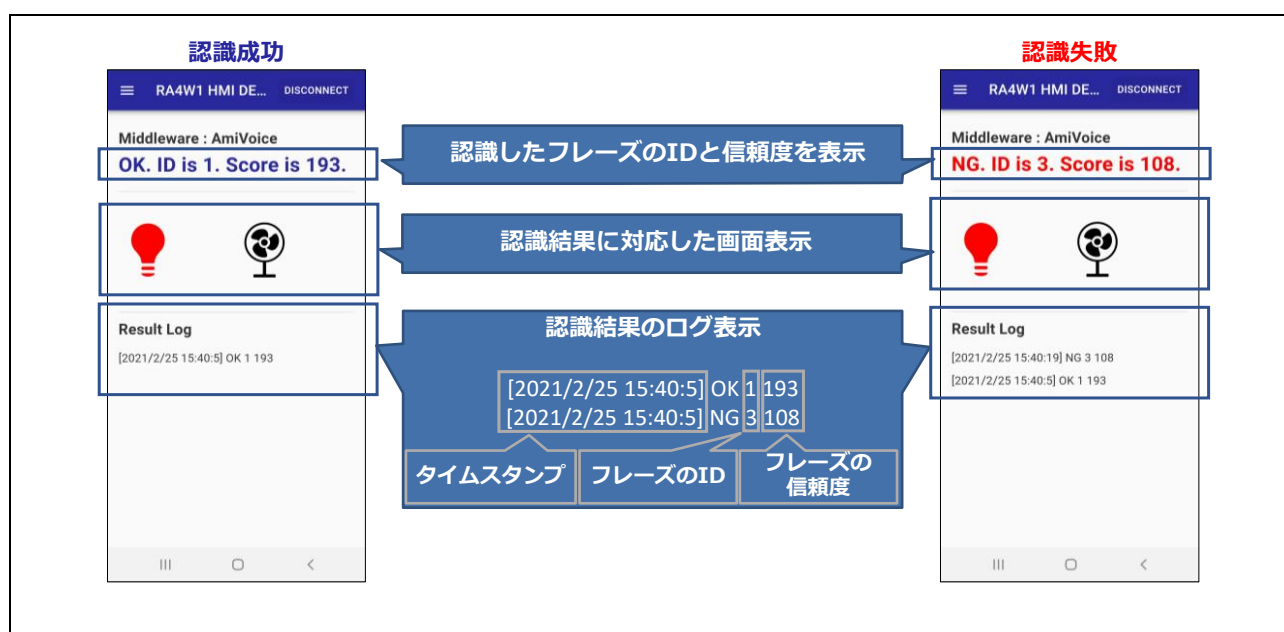 認識成功
RA4W1 HMI DE... DISCONNECT
Middleware : AmiVoice
OK. ID is 1. Score is 193.
Result Log
[2021/2/25 15:40:5] OK 1 193
認識したフレーズのIDと信頼度を表示
認識結果に対応した画面表示
認識結果のログ表示
[2021/2/25 15:40:5] OK 1 193
[2021/2/25 15:40:5] NG 3 108
タイムスタンプ
フレーズのID
フレーズの
信頼度
認識失敗
RA4W1 HMI DE... DISCONNECT
Middleware : AmiVoice
NG. ID is 3. Score is 108.
Result Log
[2021/2/25 15:40:19] NG 3 108
[2021/2/25 15:40:5] OK 1 193